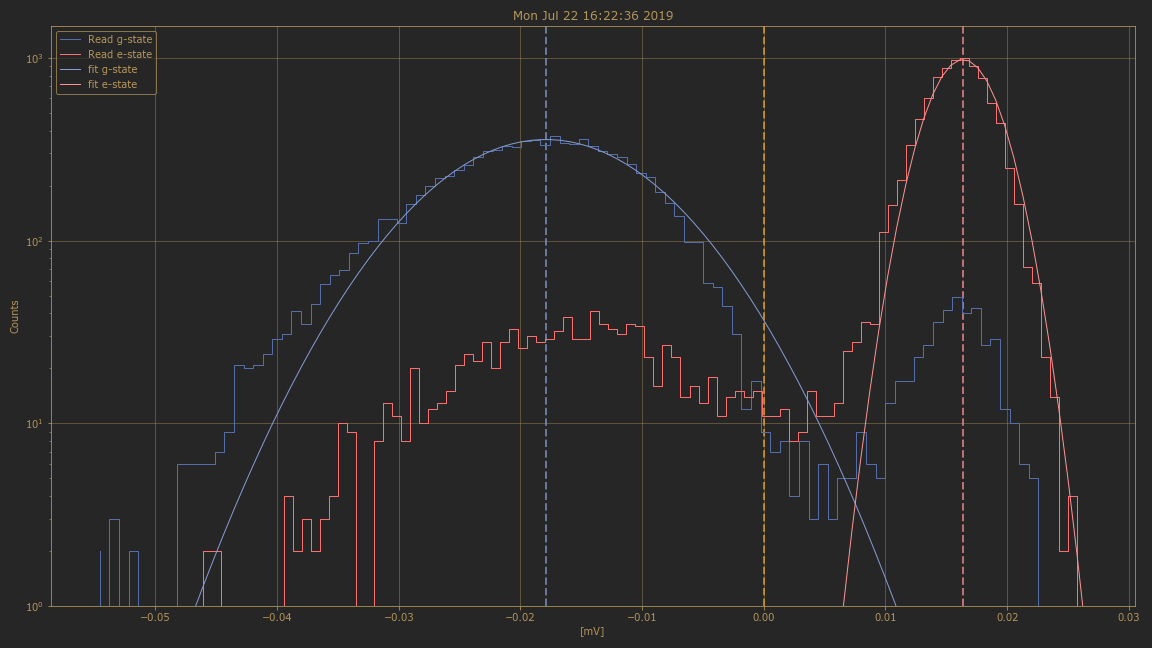 Mon Jul 22 16:22:36 2019
Read g-state
Read e-state
fit g-state
fit e-state
10³
10²
10¹
10⁰
Counts
−0.05 −0.04 −0.03 −0.02 −0.01 0.00 0.01 0.02 0.03
[mV]